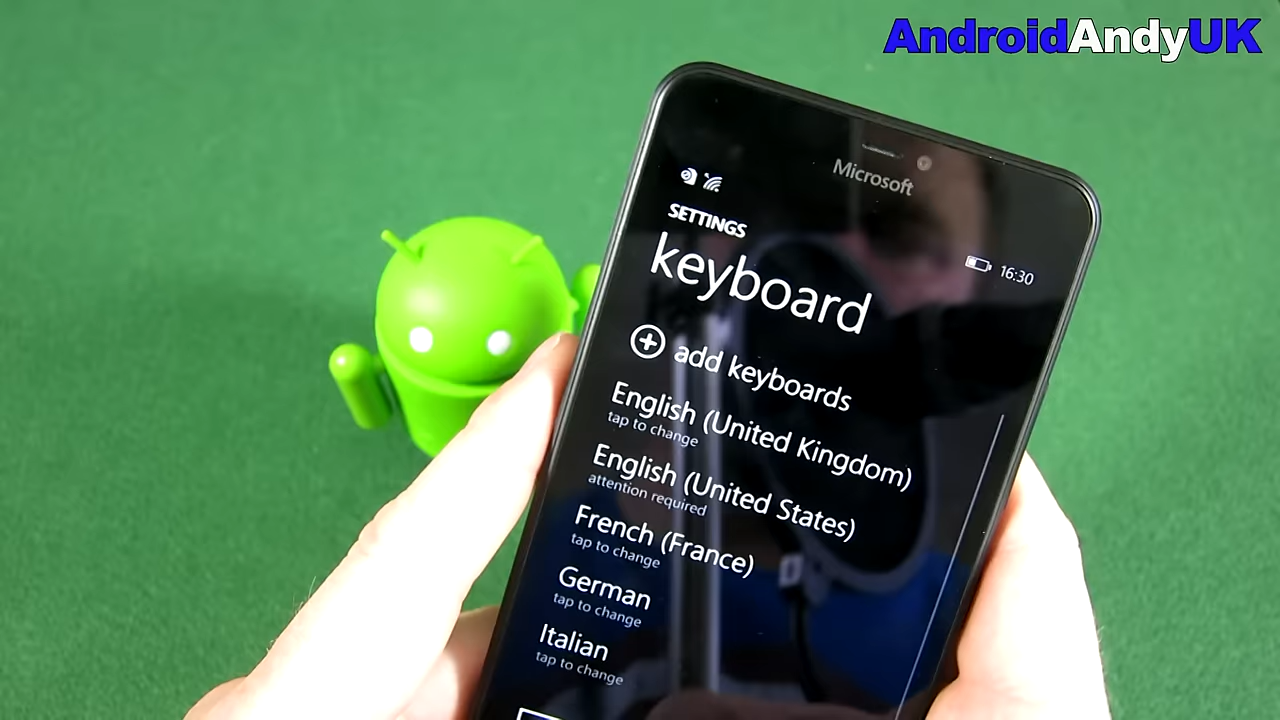 AndroidAndyUK
Microsoft
SETTINGS
16:30
keyboard
add keyboards
English (United Kingdom)
tap to change
English (United States)
attention required
French (France)
tap to change
German
tap to change
Italian
tap to change